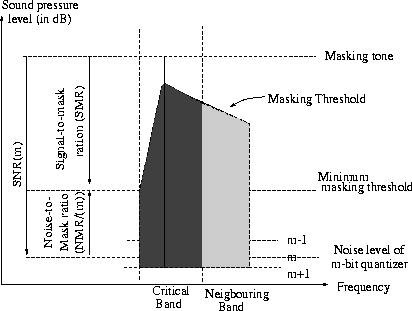 Sound pressure
level (in dB)
Masking tone
Masking Threshold
SNR(m)
Signal-to-mask
ration (SMR)
Minimum
masking threshold
Noise-to-
Mask ratio
(NMR/(m))
m-1
m
m+1
Noise level of
m-bit quantizer
Critical
Band
Neigbouring
Band
Frequency